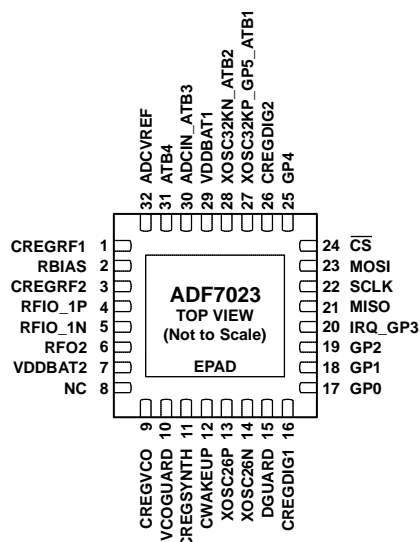 32 ADCVREF
31 ATB4
30 ADCIN_ATB3
29 VDDBAT1
28 XOSC32KN_ATB2
27 XOSC32KP_GP5_ATB1
26 CREGDIG2
25 GP4
CREGRF1 1
RBIAS 2
CREGRF2 3
RFIO_1P 4
RFIO_1N 5
RFO2 6
VDDBAT2 7
NC 8
ADF7023
TOP VIEW
(Not to Scale)
EPAD
24 CS
23 MOSI
22 SCLK
21 MISO
20 IRQ_GP3
19 GP2
18 GP1
17 GP0
CREGVCO 9
VCOGUARD 10
CREGSYNTH 11
CWAKEUP 12
XOSC26P 13
XOSC26N 14
DGUARD 15
CREGDIG1 16